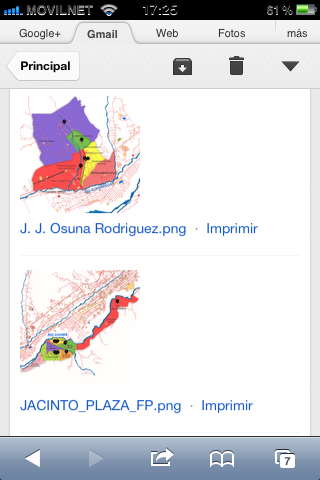 MOVILNET 17:25 61 %
Google+ Gmail Web Fotos más
Principal
J. J. Osuna Rodriguez.png · Imprimir
JACINTO_PLAZA_FP.png · Imprimir
7